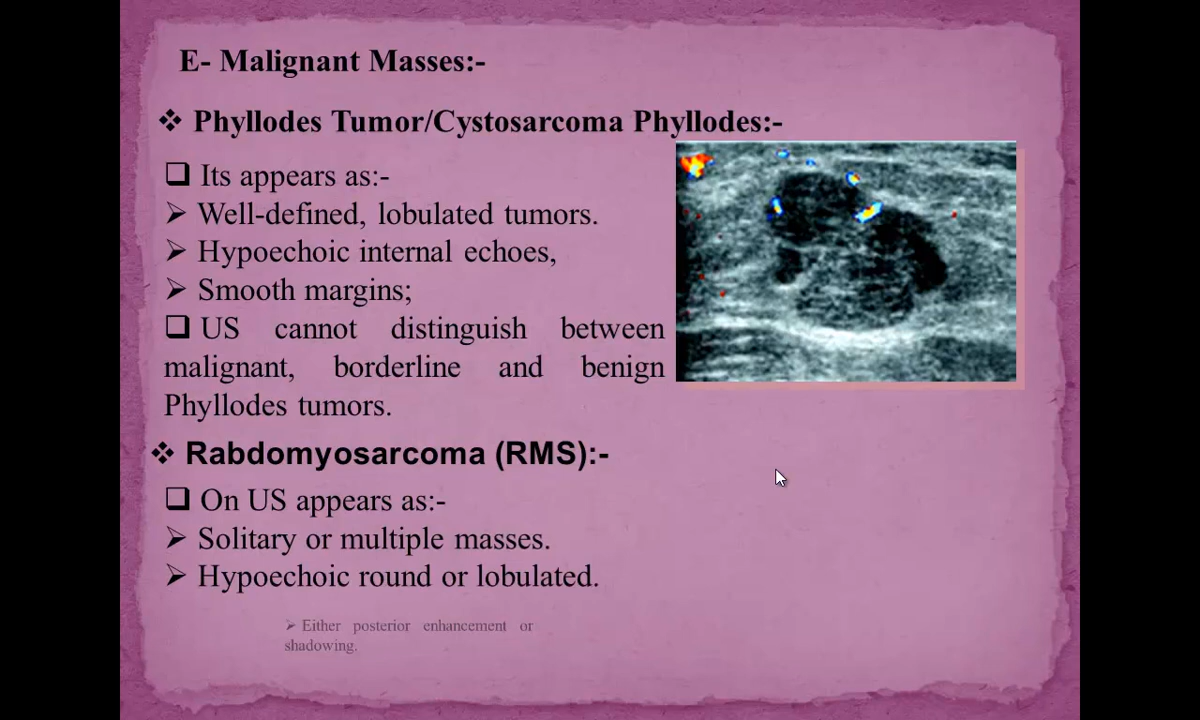 E- Malignant Masses:-
❖ Phyllodes Tumor/Cystosarcoma Phyllodes:-
❑ Its appears as:-
➢ Well-defined, lobulated tumors.
➢ Hypoechoic internal echoes,
➢ Smooth margins;
❑ US cannot distinguish between
malignant, borderline and benign
Phyllodes tumors.
❖ Rabdomyosarcoma (RMS):-
❑ On US appears as:-
➢ Solitary or multiple masses.
➢ Hypoechoic round or lobulated.
➢ Either posterior enhancement or
shadowing.